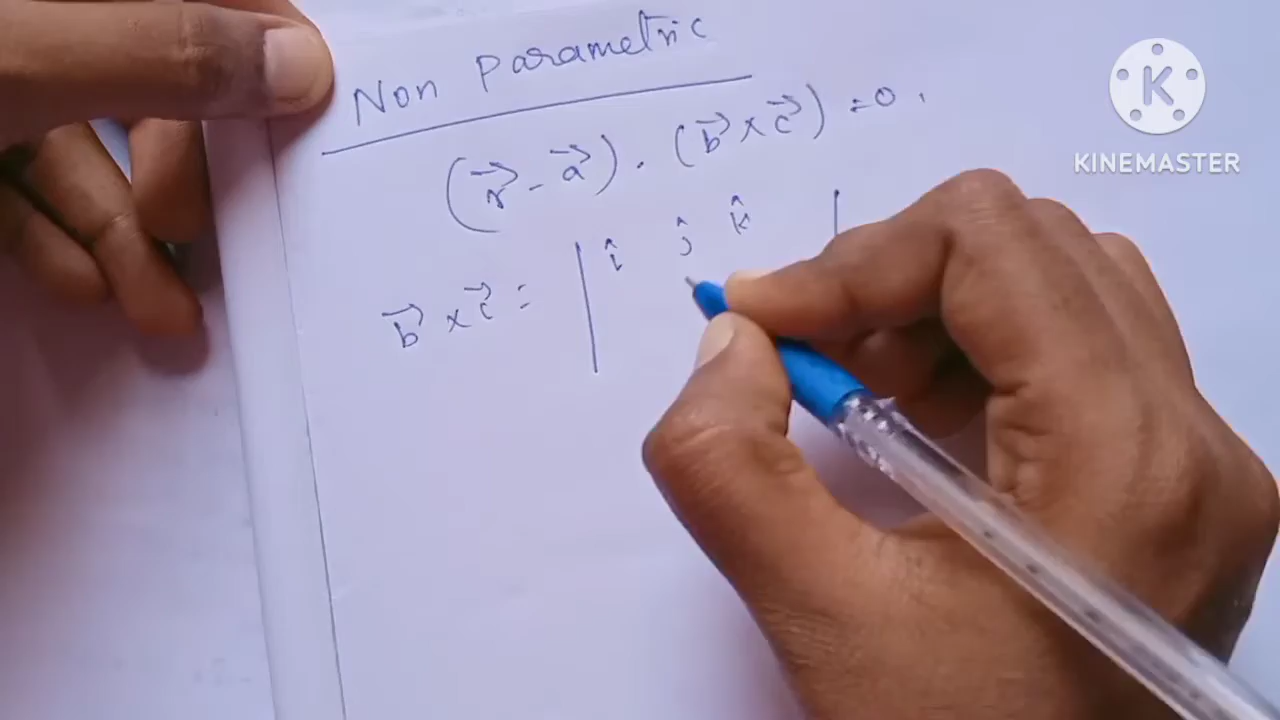 Non Parametric
(r⃗ - a⃗) . (b⃗ × c⃗) = 0 .
b⃗ × c⃗ = | î ĵ k̂ |
K
KINEMASTER